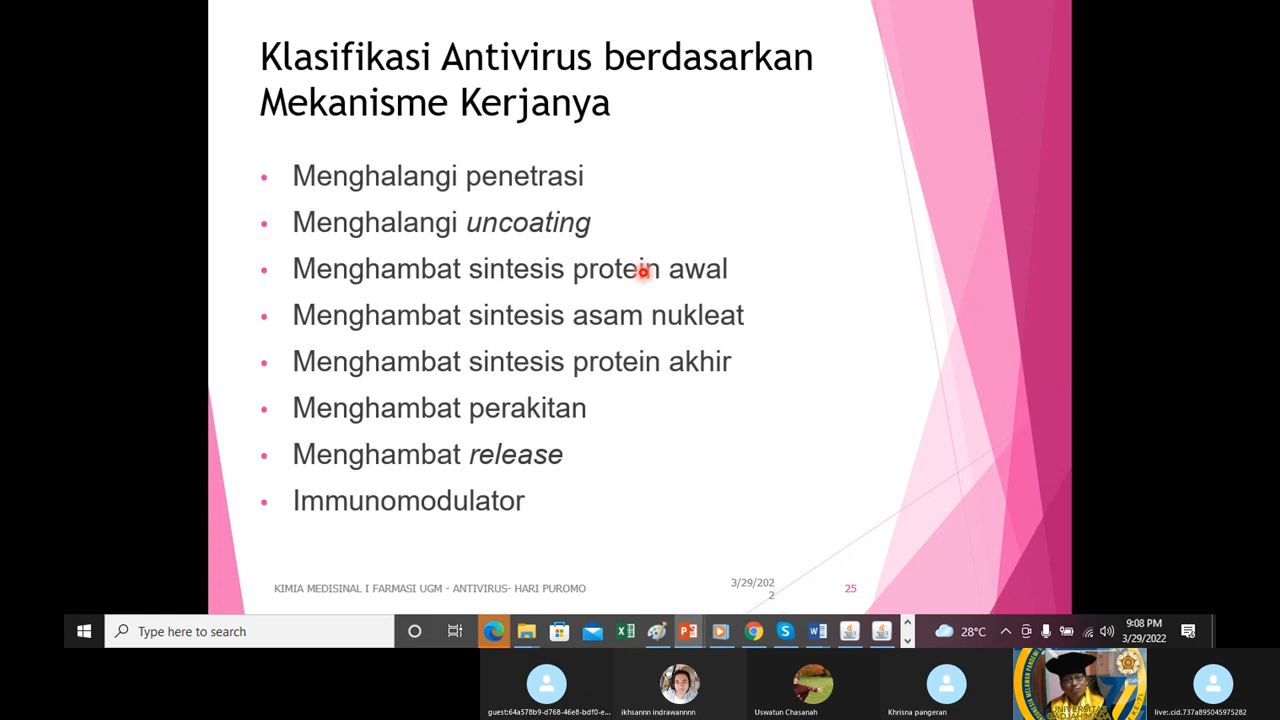 Klasifikasi Antivirus berdasarkan
Mekanisme Kerjanya
• Menghalangi penetrasi
• Menghalangi uncoating
• Menghambat sintesis protein awal
• Menghambat sintesis asam nukleat
• Menghambat sintesis protein akhir
• Menghambat perakitan
• Menghambat release
• Immunomodulator
KIMIA MEDISINAL I FARMASI UGM - ANTIVIRUS- HARI PUROMO
3/29/202
2
25
Type here to search
28°C
9:08 PM
3/29/2022
guest:64a578b9-d768-46e8-bdf0-e...
ikhsannn indrawannnn
Uswatun Chasanah
Khrisna pangeran
live:.cid.737a895045975282